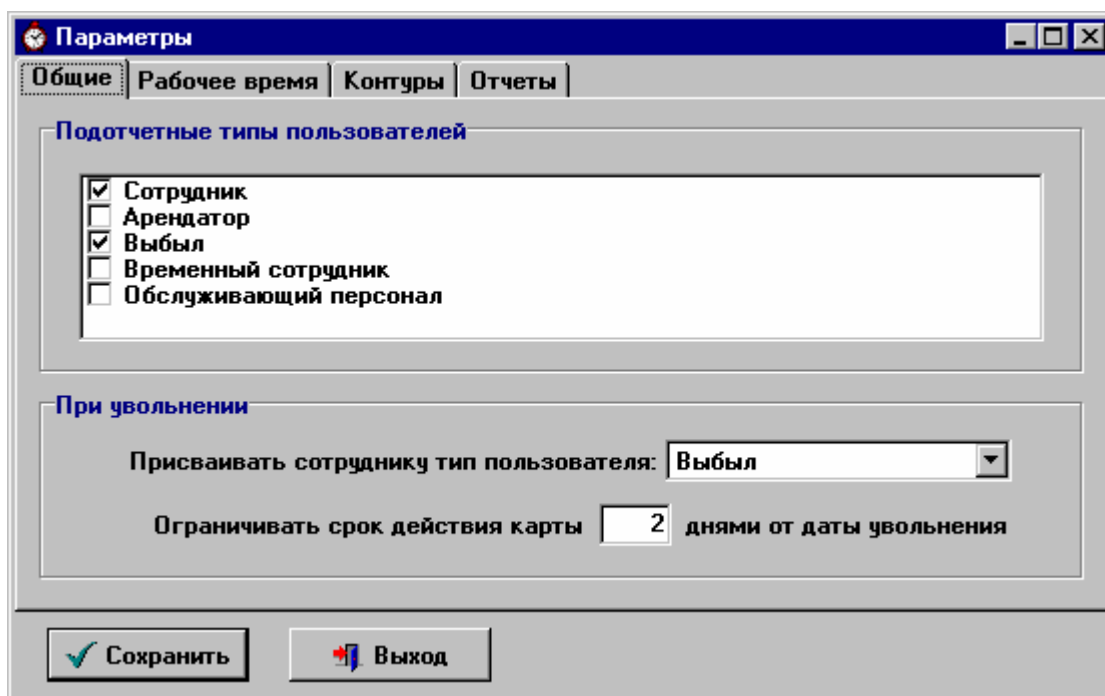 Параметры
Общие Рабочее время Контуры Отчеты
Подотчетные типы пользователей
Сотрудник
Арендатор
Выбыл
Временный сотрудник
Обслуживающий персонал
При увольнении
Присваивать сотруднику тип пользователя: Выбыл
Ограничивать срок действия карты 2 днями от даты увольнения
Сохранить Выход